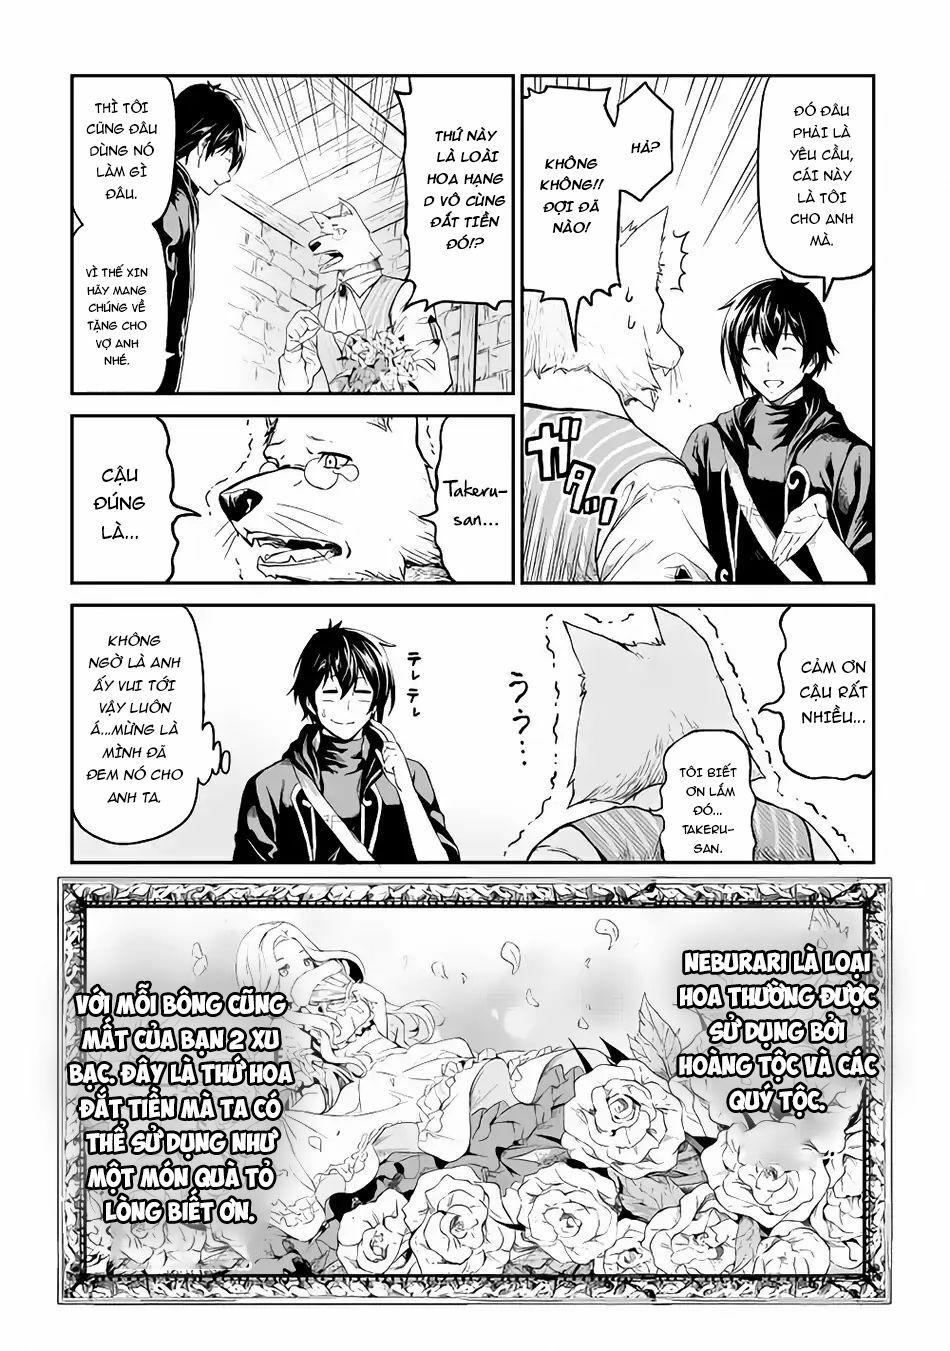 ĐÓ ĐÂU
PHẢI LÀ
YÊU CẦU,
CÁI NÀY
LÀ TÔI
CHO ANH
MÀ.
HẢ?
KHÔNG
KHÔNG!!
ĐỢI ĐÃ
NÀO!
ガタッ
THỨ NÀY
LÀ LOÀI
HOA HẠNG
D VÔ CÙNG
ĐẮT TIỀN
ĐÓ!?
THÌ TÔI
CŨNG ĐÂU
DÙNG NÓ
LÀM GÌ
ĐÂU.
VÌ THẾ XIN
HÃY MANG
CHÚNG VỀ
TẶNG CHO
VỢ ANH
NHÉ.
Takeru-
san...
CẬU
ĐÚNG
LÀ...
CẢM ƠN
CẬU RẤT
NHIỀU...
TÔI BIẾT
ƠN LẮM
ĐÓ...
TAKERU-
SAN.
うう...
テレテレ
KHÔNG
NGỜ LÀ ANH
ẤY VUI TỚI
VẬY LUÔN
Á...MỪNG LÀ
MÌNH ĐÃ
ĐEM NÓ CHO
ANH TA.
NEBURARI LÀ LOẠI
HOA THƯỜNG ĐƯỢC
SỬ DỤNG BỞI
HOÀNG TỘC VÀ CÁC
QUÝ TỘC.
VỚI MỖI BÔNG CŨNG
MẤT CỦA BẠN 2 XU
BẠC. ĐÂY LÀ THỨ HOA
ĐẮT TIỀN MÀ TA CÓ
THỂ SỬ DỤNG NHƯ
MỘT MÓN QUÀ TỎ
LÒNG BIẾT ƠN.